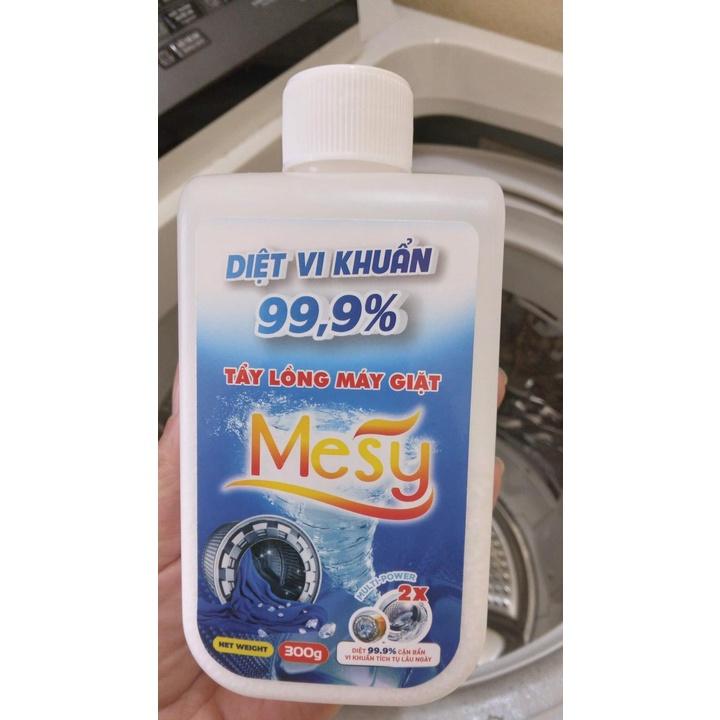 DIỆT VI KHUẨN
99,9%
TẨY LỒNG MÁY GIẶT
Mesy
MULTI-POWER
2X
NET WEIGHT
300g
DIỆT 99.9% CẶN BẨN
VI KHUẨN TÍCH TỤ LÂU NGÀY